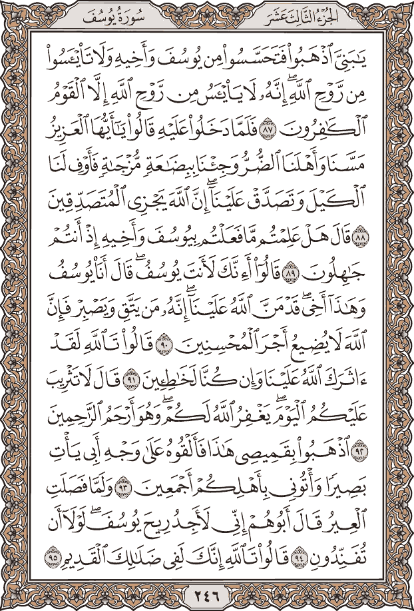 الجزء الثالث عشر
سورة يوسف
يَٰبَنِيَّ ٱذۡهَبُواْ فَتَحَسَّسُواْ مِن يُوسُفَ وَأَخِيهِ وَلَا تَاْيۡـَٔسُواْ
مِن رَّوۡحِ ٱللَّهِۖ إِنَّهُۥ لَا يَاْيۡـَٔسُ مِن رَّوۡحِ ٱللَّهِ إِلَّا ٱلۡقَوۡمُ
ٱلۡكَٰفِرُونَ ٨٧ فَلَمَّا دَخَلُواْ عَلَيۡهِ قَالُواْ يَٰٓأَيُّهَا ٱلۡعَزِيزُ
مَسَّنَا وَأَهۡلَنَا ٱلضُّرُّ وَجِئۡنَا بِبِضَٰعَةٖ مُّزۡجَىٰةٖ فَأَوۡفِ لَنَا
ٱلۡكَيۡلَ وَتَصَدَّقۡ عَلَيۡنَآۖ إِنَّ ٱللَّهَ يَجۡزِي ٱلۡمُتَصَدِّقِينَ
٨٨ قَالَ هَلۡ عَلِمۡتُم مَّا فَعَلۡتُم بِيُوسُفَ وَأَخِيهِ إِذۡ أَنتُمۡ
جَٰهِلُونَ ٨٩ قَالُوٓاْ أَءِنَّكَ لَأَنتَ يُوسُفُۖ قَالَ أَنَا۠ يُوسُفُ
وَهَٰذَآ أَخِيۖ قَدۡ مَنَّ ٱللَّهُ عَلَيۡنَآۖ إِنَّهُۥ مَن يَتَّقِ وَيَصۡبِرۡ فَإِنَّ
ٱللَّهَ لَا يُضِيعُ أَجۡرَ ٱلۡمُحۡسِنِينَ ٩٠ قَالُواْ تَٱللَّهِ لَقَدۡ
ءَاثَرَكَ ٱللَّهُ عَلَيۡنَا وَإِن كُنَّا لَخَٰطِـِٔينَ ٩١ قَالَ لَا تَثۡرِيبَ
عَلَيۡكُمُ ٱلۡيَوۡمَۖ يَغۡفِرُ ٱللَّهُ لَكُمۡۖ وَهُوَ أَرۡحَمُ ٱلرَّٰحِمِينَ
٩٢ ٱذۡهَبُواْ بِقَمِيصِي هَٰذَا فَأَلۡقُوهُ عَلَىٰ وَجۡهِ أَبِي يَأۡتِ
بَصِيرٗا وَأۡتُونِي بِأَهۡلِكُمۡ أَجۡمَعِينَ ٩٣ وَلَمَّا فَصَلَتِ
ٱلۡعِيرُ قَالَ أَبُوهُمۡ إِنِّي لَأَجِدُ رِيحَ يُوسُفَۖ لَوۡلَآ أَن
تُفَنِّدُونِ ٩٤ قَالُواْ تَٱللَّهِ إِنَّكَ لَفِي ضَلَٰلِكَ ٱلۡقَدِيمِ ٩٥
٢٤٦